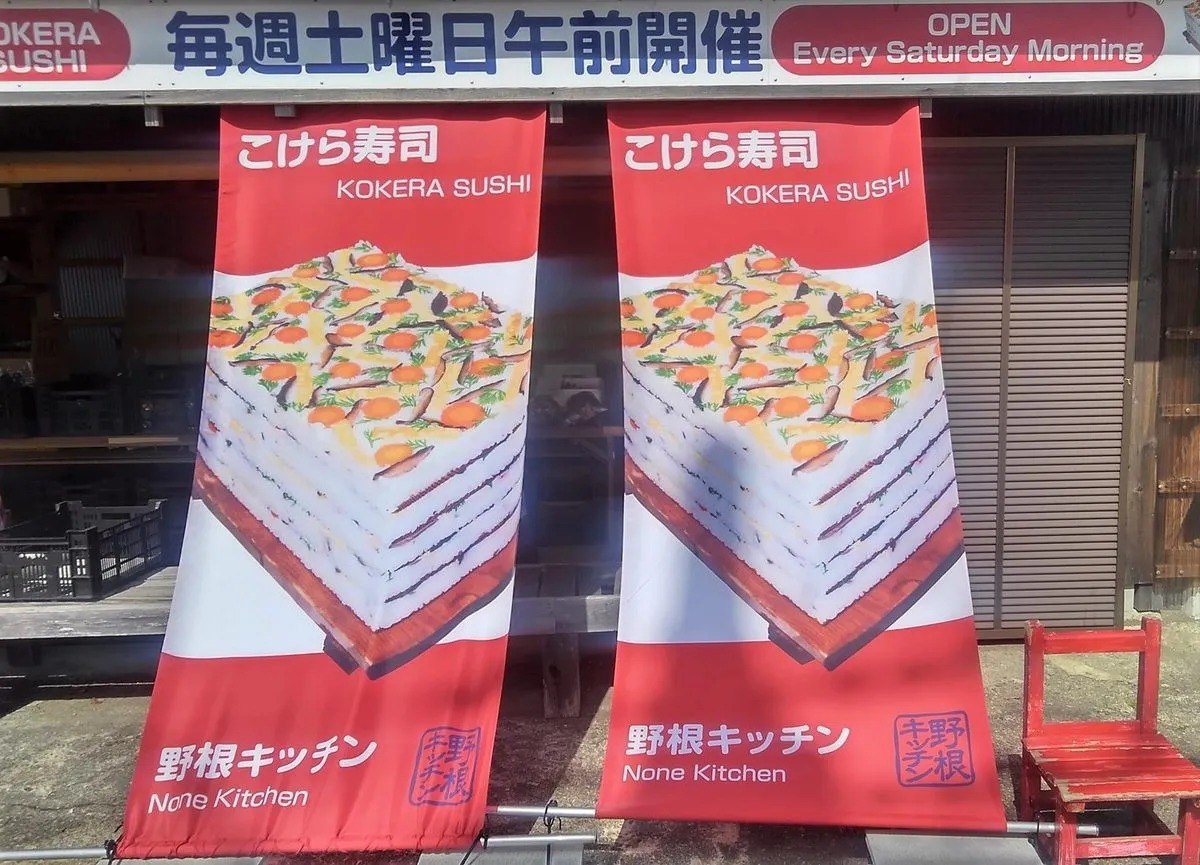 OKERA
SUSHI
毎週土曜日午前開催
OPEN
Every Saturday Morning
こけら寿司
KOKERA SUSHI
野根キッチン
None Kitchen
野根
キッチン
こけら寿司
KOKERA SUSHI
野根キッチン
None Kitchen
野根
キッチン